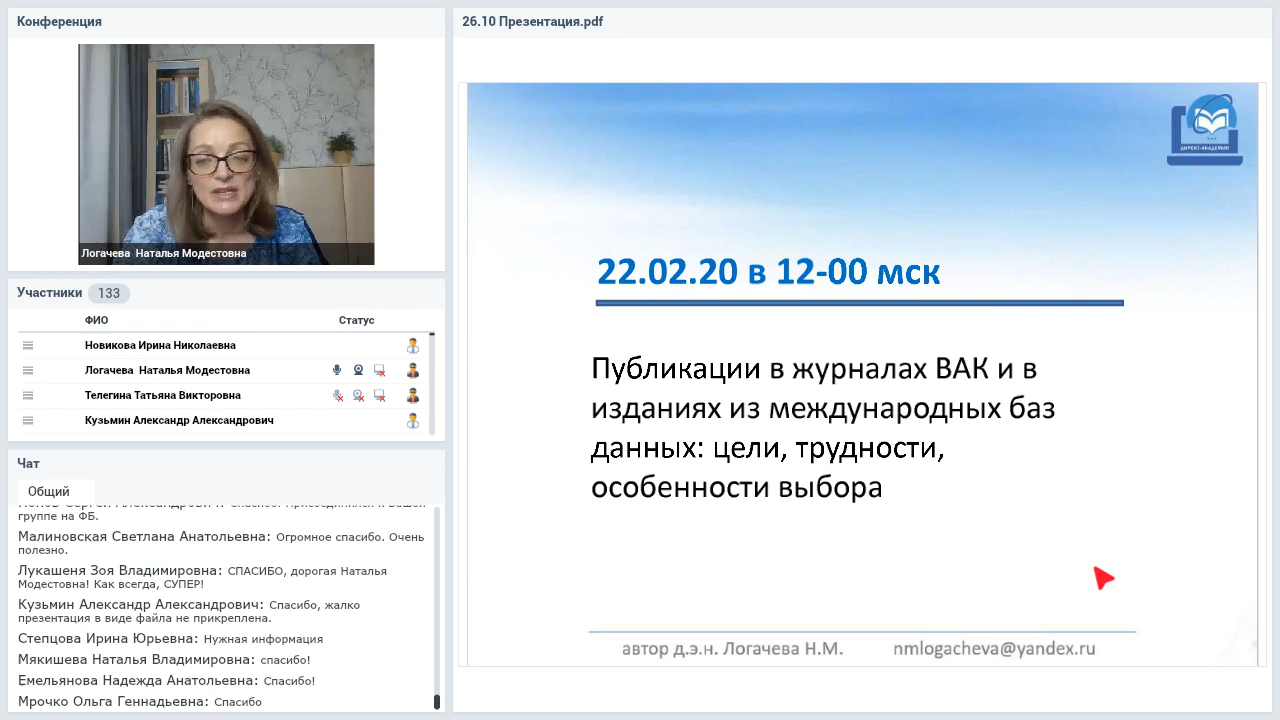 Конференция
Логачева Наталья Модестовна
Участники 133
ФИО Статус
Новикова Ирина Николаевна
Логачева Наталья Модестовна
Телегина Татьяна Викторовна
Кузьмин Александр Александрович
Чат
Общий
группе на ФБ.
Малиновская Светлана Анатольевна: Огромное спасибо. Очень
полезно.
Лукашеня Зоя Владимировна: СПАСИБО, дорогая Наталья
Модестовна! Как всегда, СУПЕР!
Кузьмин Александр Александрович: Спасибо, жалко
презентация в виде файла не прикреплена.
Степцова Ирина Юрьевна: Нужная информация
Мякишева Наталья Владимировна: спасибо!
Емельянова Надежда Анатольевна: Спасибо!
Мрочко Ольга Геннадьевна: Спасибо
26.10 Презентация.pdf
ДИРЕКТ-АКАДЕМИЯ
22.02.20 в 12-00 мск
Публикации в журналах ВАК и в
изданиях из международных баз
данных: цели, трудности,
особенности выбора
автор д.э.н. Логачева Н.М. nmlogacheva@yandex.ru